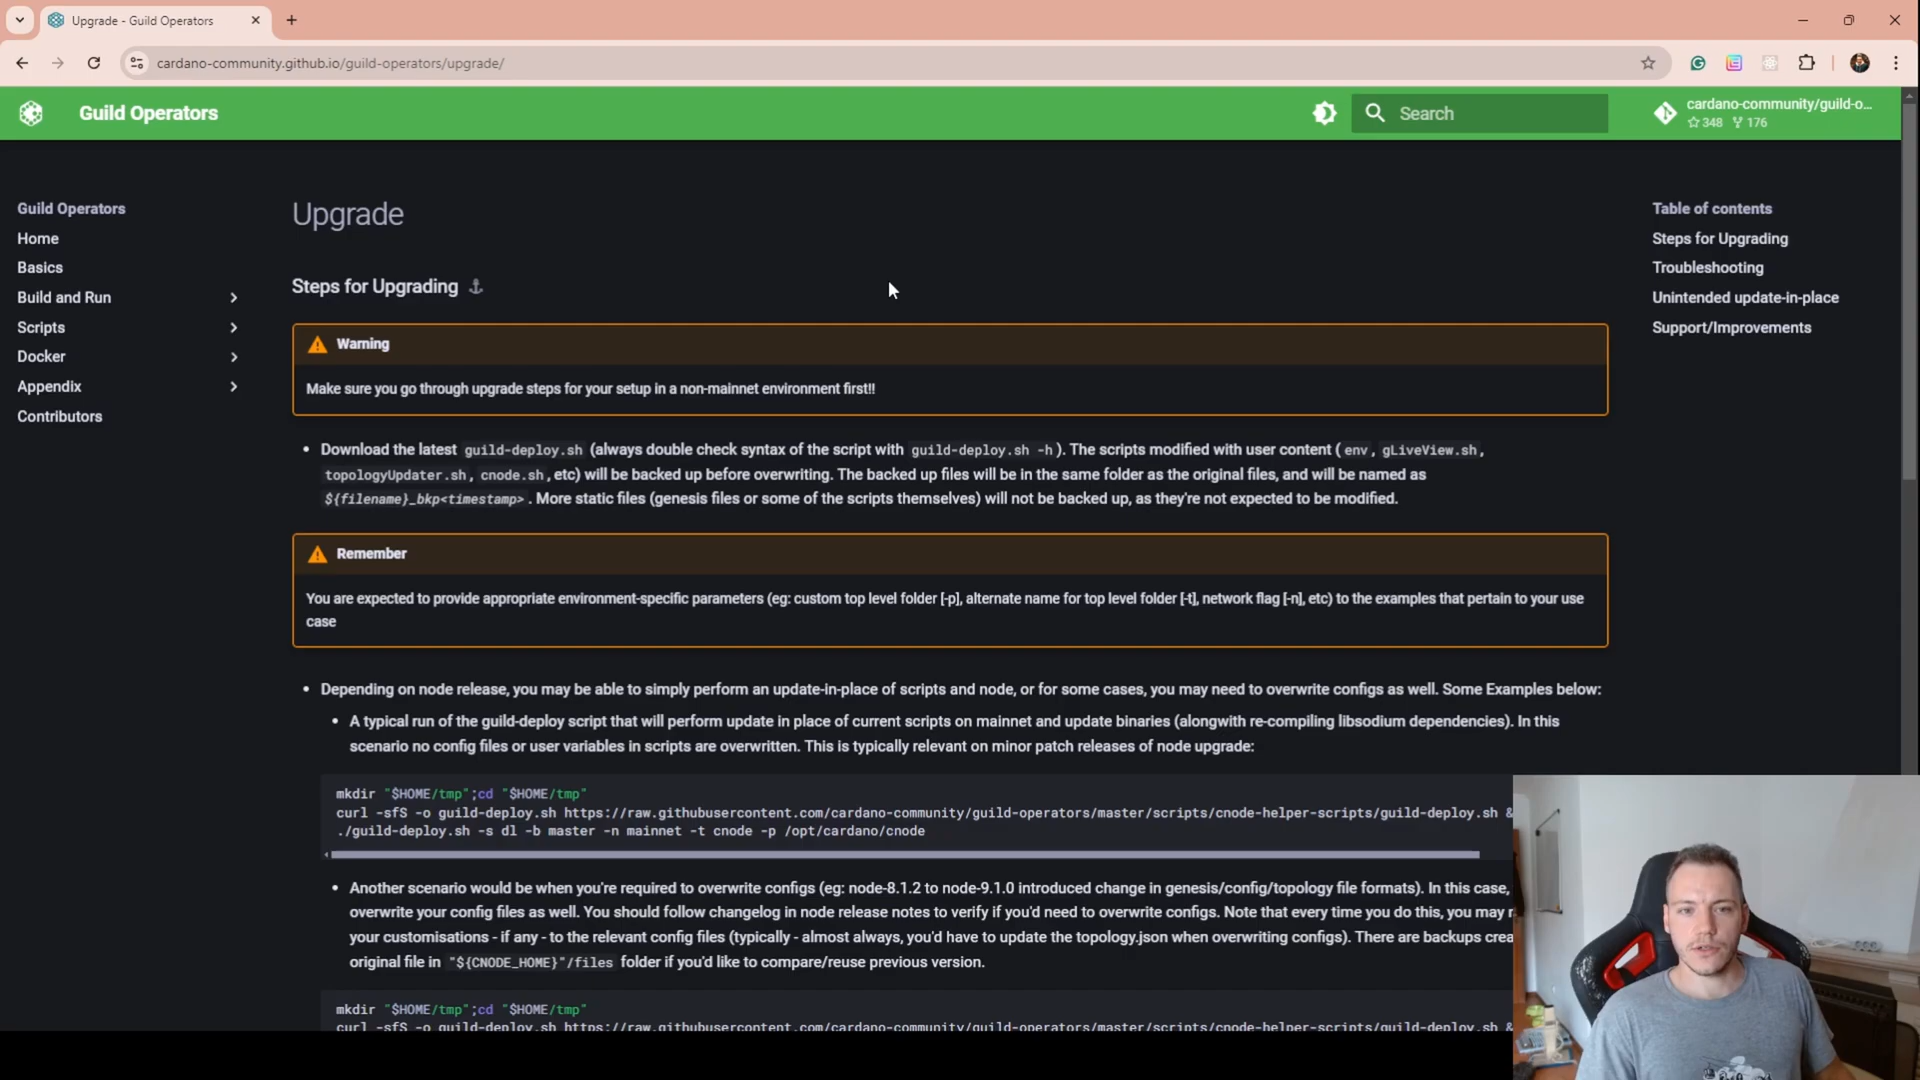 Upgrade - Guild Operators
cardano-community.github.io/guild-operators/upgrade/
Guild Operators
Search
cardano-community/guild-o...
348 176
Guild Operators
Home
Basics
Build and Run
Scripts
Docker
Appendix
Contributors
Upgrade
Steps for Upgrading
Warning
Make sure you go through upgrade steps for your setup in a non-mainnet environment first!!
Download the latest guild-deploy.sh (always double check syntax of the script with guild-deploy.sh -h). The scripts modified with user content ( env, gLiveView.sh,
topologyUpdater.sh, cnode.sh, etc) will be backed up before overwriting. The backed up files will be in the same folder as the original files, and will be named as
${filename}_bkp<timestamp>. More static files (genesis files or some of the scripts themselves) will not be backed up, as they're not expected to be modified.
Remember
You are expected to provide appropriate environment-specific parameters (eg: custom top level folder [-p], alternate name for top level folder [-t], network flag [-n], etc) to the examples that pertain to your use
case
Depending on node release, you may be able to simply perform an update-in-place of scripts and node, or for some cases, you may need to overwrite configs as well. Some Examples below:
A typical run of the guild-deploy script that will perform update in place of current scripts on mainnet and update binaries (alongwith re-compiling libsodium dependencies). In this
scenario no config files or user variables in scripts are overwritten. This is typically relevant on minor patch releases of node upgrade:
mkdir "$HOME/tmp";cd "$HOME/tmp"
curl -sfS -o guild-deploy.sh https://raw.githubusercontent.com/cardano-community/guild-operators/master/scripts/cnode-helper-scripts/guild-deploy.sh &
./guild-deploy.sh -s dl -b master -n mainnet -t cnode -p /opt/cardano/cnode
Another scenario would be when you're required to overwrite configs (eg: node-8.1.2 to node-9.1.0 introduced change in genesis/config/topology file formats). In this case,
overwrite your config files as well. You should follow changelog in node release notes to verify if you'd need to overwrite configs. Note that every time you do this, you may
your customisations - if any - to the relevant config files (typically - almost always, you'd have to update the topology.json when overwriting configs). There are backups
original file in "${CNODE_HOME}"/files folder if you'd like to compare/reuse previous version.
mkdir "$HOME/tmp";cd "$HOME/tmp"
curl -sfS -o guild-deploy.sh https://raw.githubusercontent.com/cardano-community/guild-operators/master/scripts/cnode-helper-scripts/guild-deploy.sh &
Table of contents
Steps for Upgrading
Troubleshooting
Unintended update-in-place
Support/Improvements